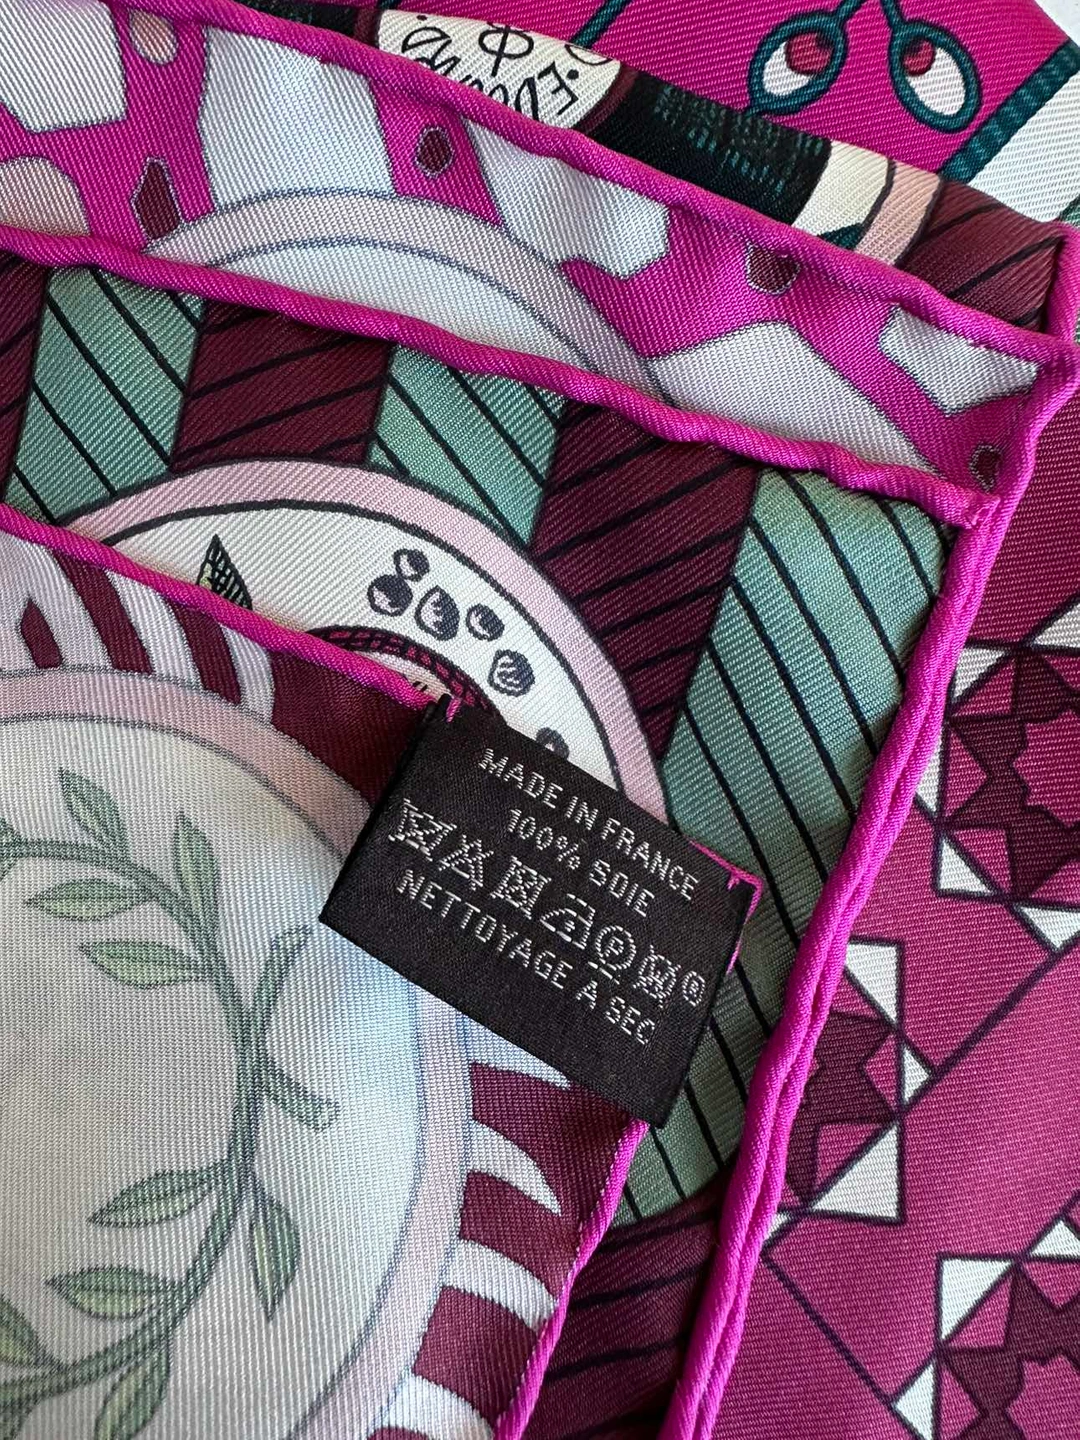 MADE IN FRANCE
100% SOIE
P W ®
NETTOYAGE A SEC